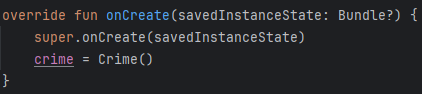 override fun onCreate(savedInstanceState: Bundle?) {
    super.onCreate(savedInstanceState)
    crime = Crime()
}